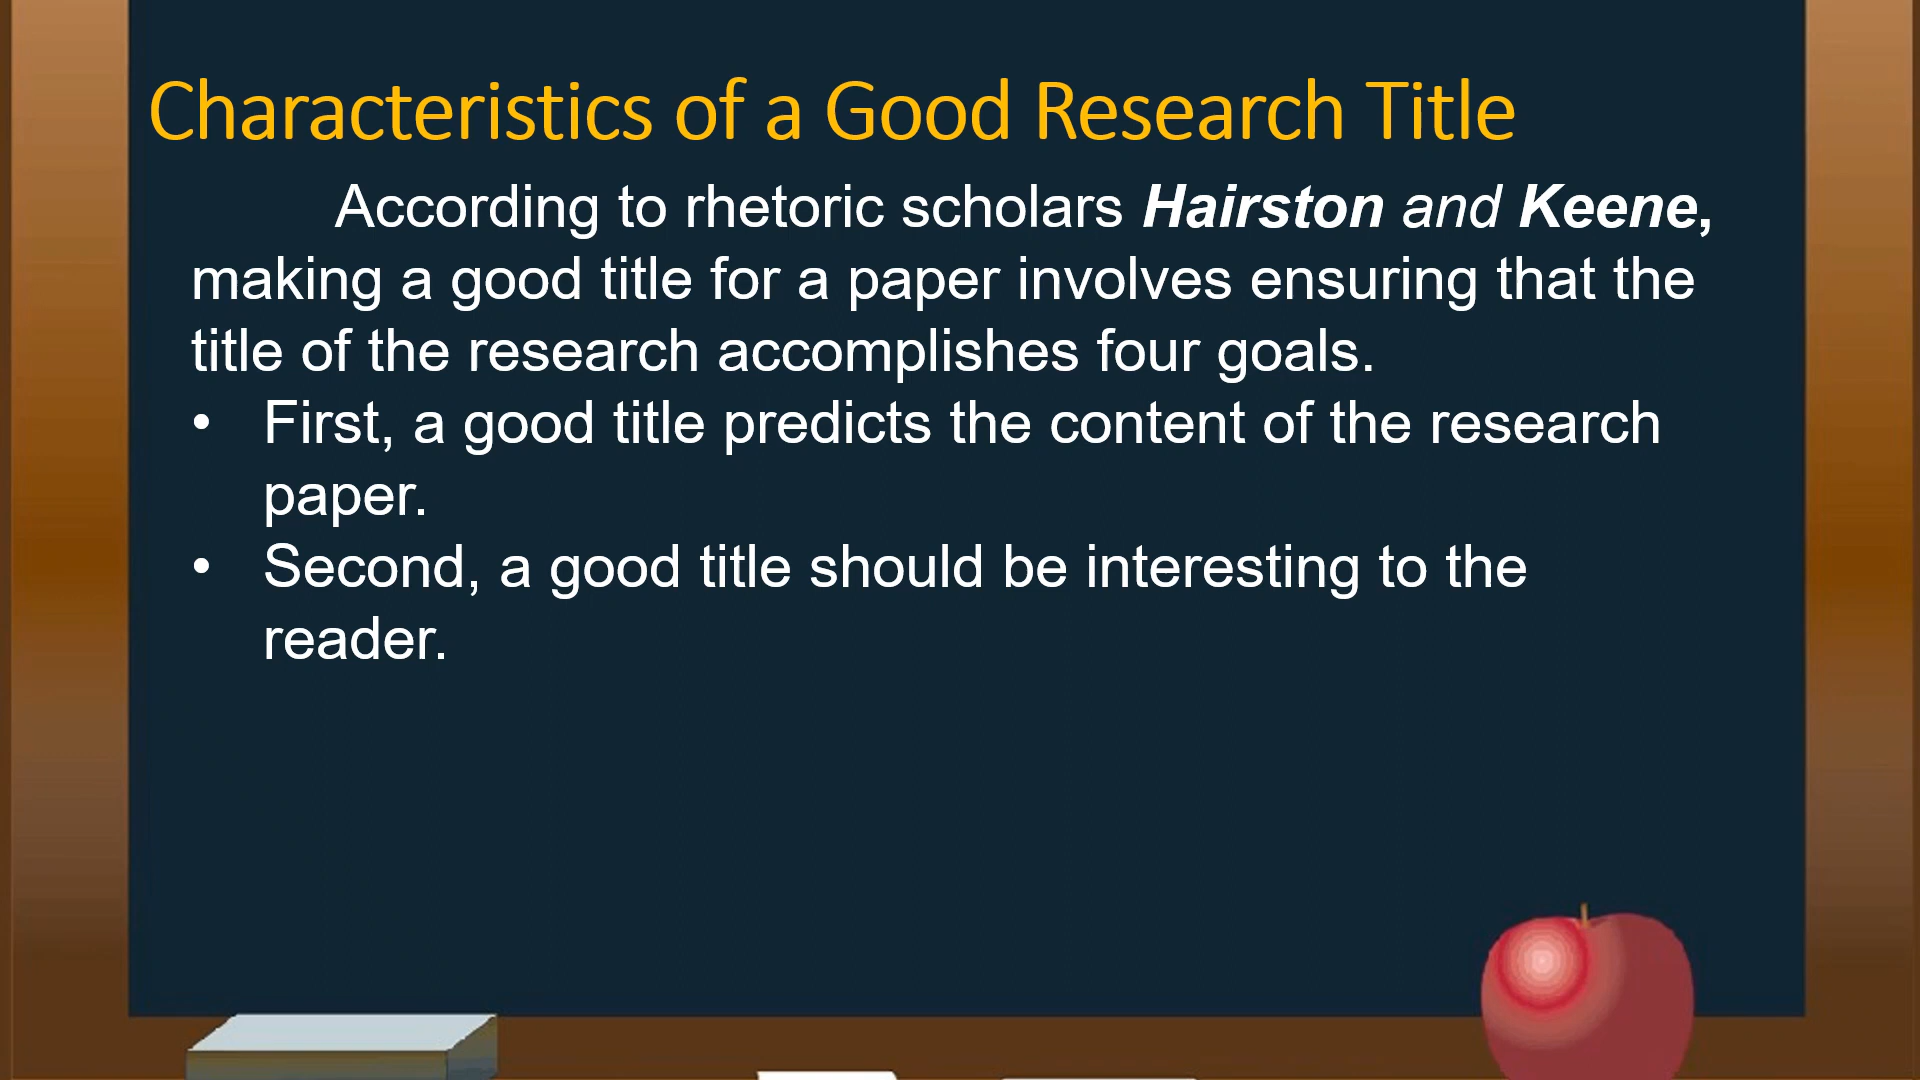 Characteristics of a Good Research Title
According to rhetoric scholars Hairston and Keene,
making a good title for a paper involves ensuring that the
title of the research accomplishes four goals.
• First, a good title predicts the content of the research
paper.
• Second, a good title should be interesting to the
reader.